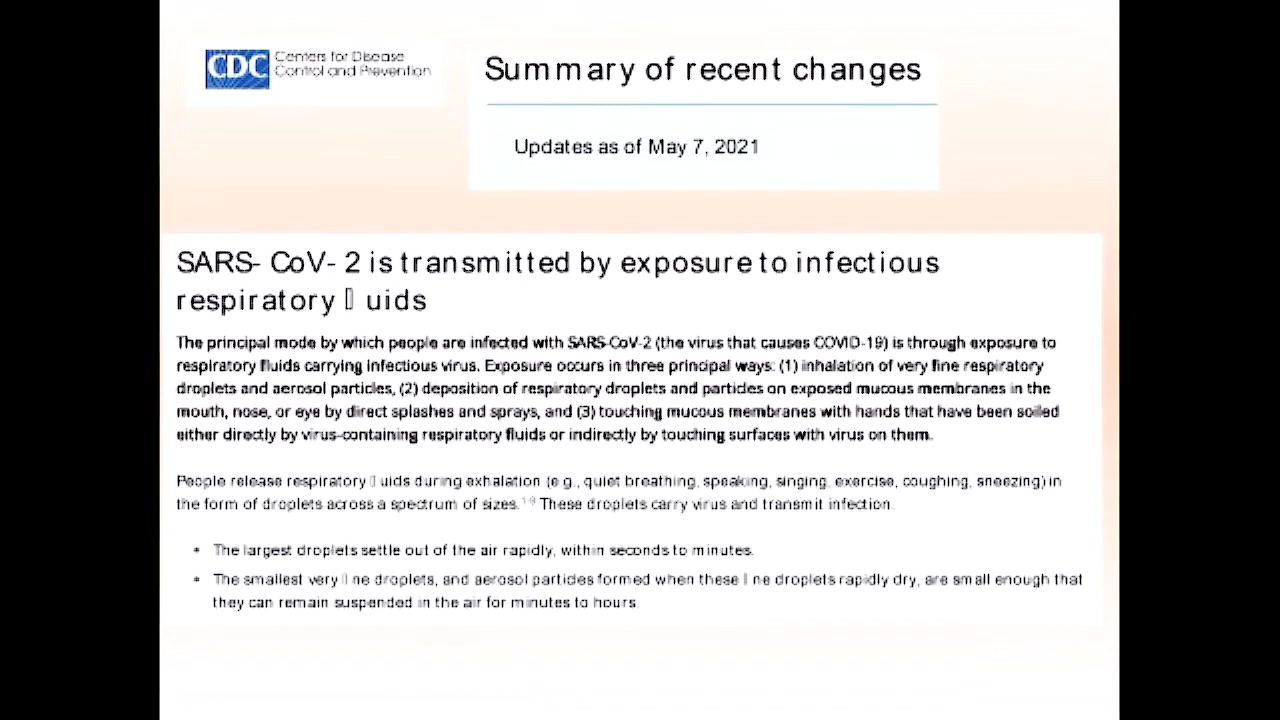 CDC Centers for Disease
Control and Prevention
Summary of recent changes
Updates as of May 7, 2021
SARS- CoV- 2 is transmitted by exposure to infectious
respiratory ▯ uids
The principal mode by which people are infected with SARS-CoV-2 (the virus that causes COVID-19) is through exposure to
respiratory fluids carrying infectious virus. Exposure occurs in three principal ways: (1) inhalation of very fine respiratory
droplets and aerosol particles, (2) deposition of respiratory droplets and particles on exposed mucous membranes in the
mouth, nose, or eye by direct splashes and sprays, and (3) touching mucous membranes with hands that have been soiled
either directly by virus-containing respiratory fluids or indirectly by touching surfaces with virus on them.
People release respiratory ▯ uids during exhalation (e.g., quiet breathing, speaking, singing, exercise, coughing, sneezing) in
the form of droplets across a spectrum of sizes. These droplets carry virus and transmit infection.
• The largest droplets settle out of the air rapidly, within seconds to minutes.
• The smallest very ▯ ne droplets, and aerosol particles formed when these ▯ ne droplets rapidly dry, are small enough that
they can remain suspended in the air for minutes to hours.